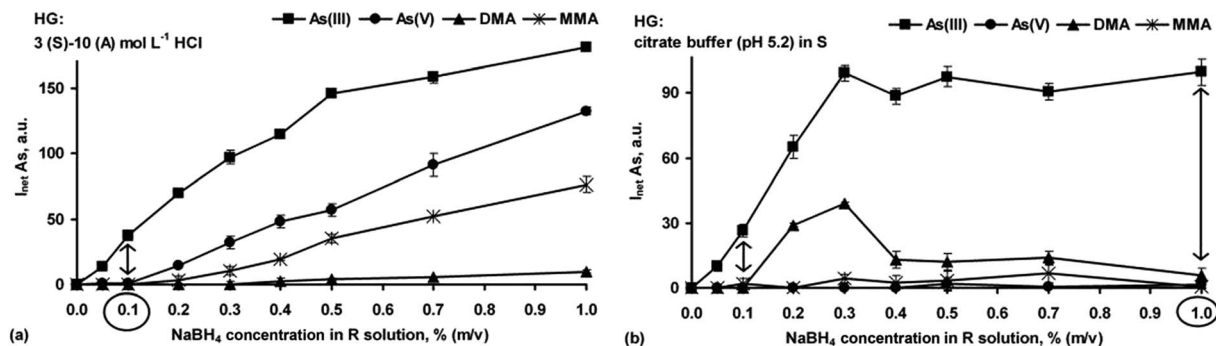 HG: As(III) As(V) DMA MMA
3 (S)-10 (A) mol L⁻¹ HCl
150
100
50
0
I_net As, a.u.
0.0 0.1 0.2 0.3 0.4 0.5 0.6 0.7 0.8 0.9 1.0
(a) NaBH₄ concentration in R solution, % (m/v)
HG: As(III) As(V) DMA MMA
citrate buffer (pH 5.2) in S
90
60
30
0
I_net As, a.u.
0.0 0.1 0.2 0.3 0.4 0.5 0.6 0.7 0.8 0.9 1.0
(b) NaBH₄ concentration in R solution, % (m/v)